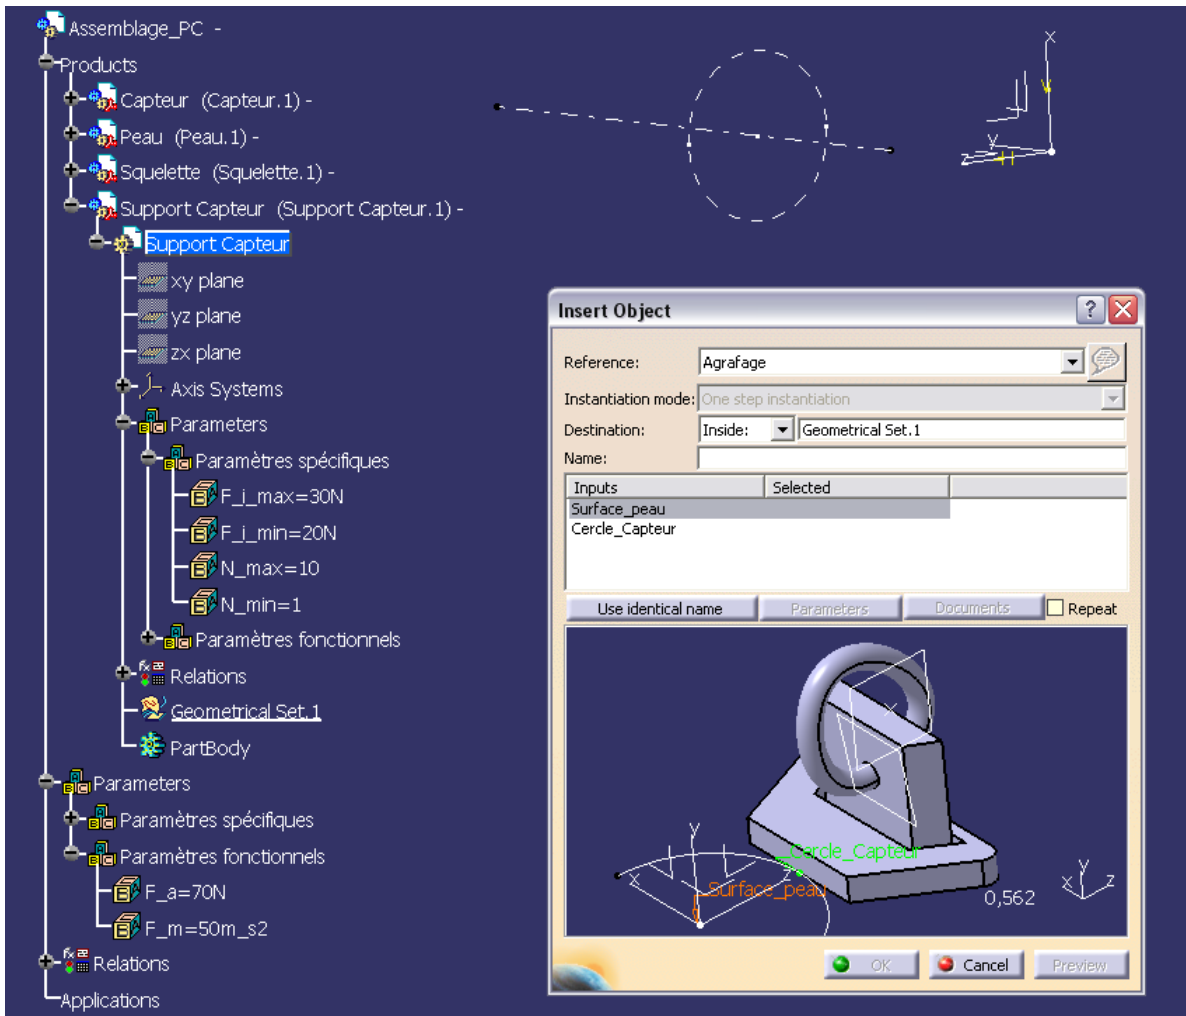 Assemblage_PC -
Products
Capteur (Capteur.1) -
Peau (Peau.1) -
Squelette (Squelette.1) -
Support Capteur (Support Capteur.1) -
Support Capteur
xy plane
yz plane
zx plane
Axis Systems
Parameters
Paramètres spécifiques
F_i_max=30N
F_i_min=20N
N_max=10
N_min=1
Paramètres fonctionnels
Relations
Geometrical Set.1
PartBody
Parameters
Paramètres spécifiques
Paramètres fonctionnels
F_a=70N
F_m=50m_s2
Relations
Applications
x
y
z
Insert Object
Reference: Agrafage
Instantiation mode: One step instantiation
Destination: Inside: Geometrical Set.1
Name:
Inputs Selected
Surface_peau
Cercle_Capteur
Use identical name Parameters Documents Repeat
y
Cercle_Capteur
x z
Surface_peau
0,562
x y z
OK Cancel Preview